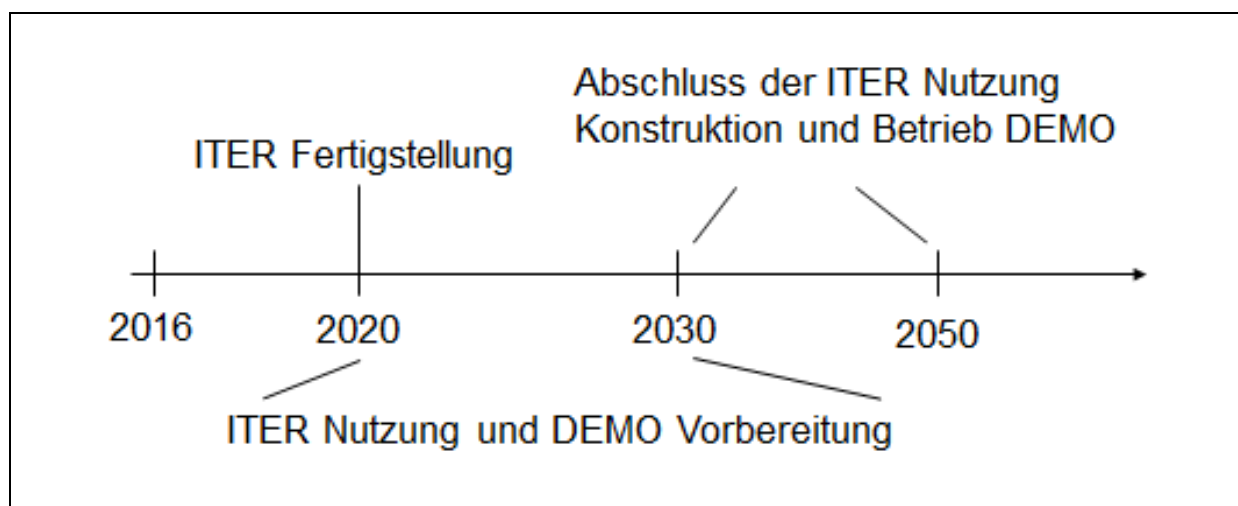 Abschluss der ITER Nutzung
Konstruktion und Betrieb DEMO
ITER Fertigstellung
2016
2020
2030
2050
ITER Nutzung und DEMO Vorbereitung